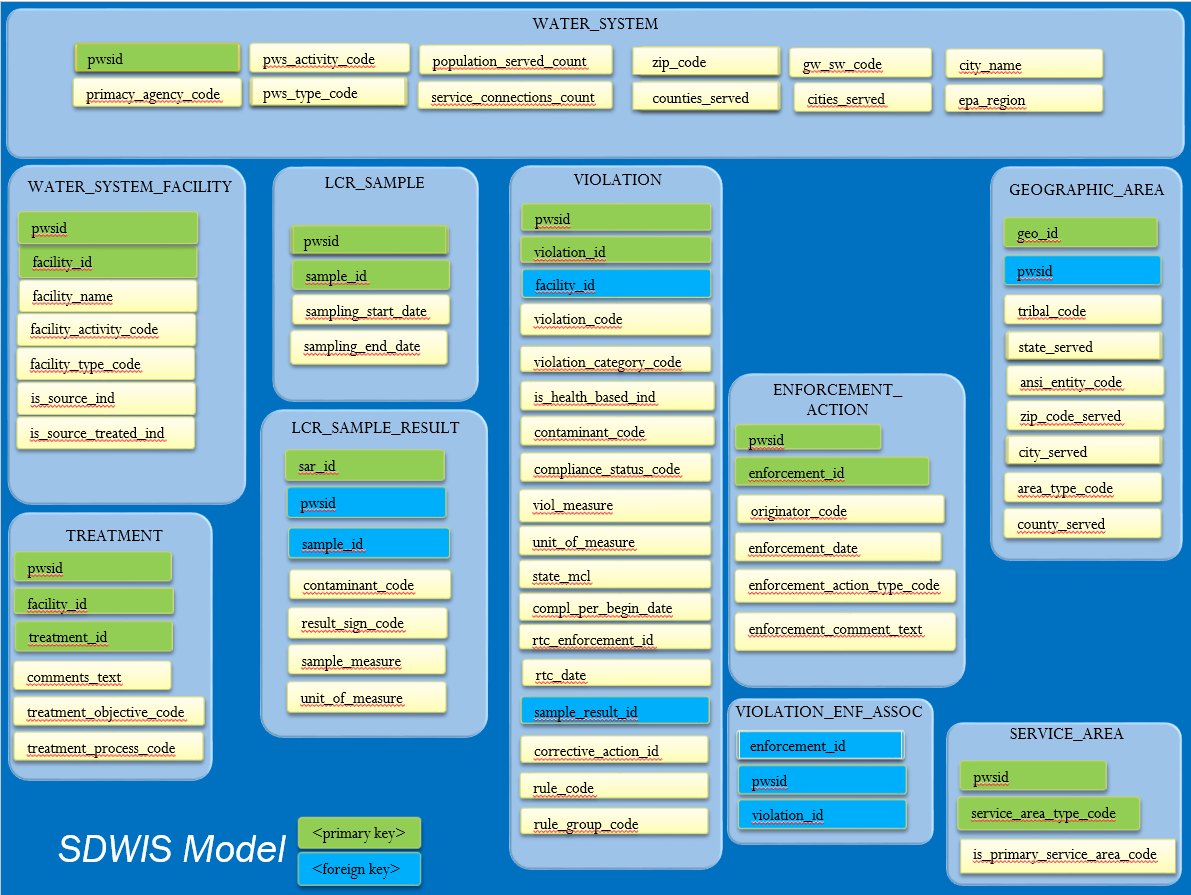 WATER_SYSTEM
pwsid
pws_activity_code
population_served_count
zip_code
gw_sw_code
city_name
primacy_agency_code
pws_type_code
service_connections_count
counties_served
cities_served
epa_region
WATER_SYSTEM_FACILITY
pwsid
facility_id
facility_name
facility_activity_code
facility_type_code
is_source_ind
is_source_treated_ind
TREATMENT
pwsid
facility_id
treatment_id
comments_text
treatment_objective_code
treatment_process_code
LCR_SAMPLE
pwsid
sample_id
sampling_start_date
sampling_end_date
LCR_SAMPLE_RESULT
sar_id
pwsid
sample_id
contaminant_code
result_sign_code
sample_measure
unit_of_measure
VIOLATION
pwsid
violation_id
facility_id
violation_code
violation_category_code
is_health_based_ind
contaminant_code
compliance_status_code
viol_measure
unit_of_measure
state_mcl
compl_per_begin_date
rtc_enforcement_id
rtc_date
sample_result_id
corrective_action_id
rule_code
rule_group_code
ENFORCEMENT_
ACTION
pwsid
enforcement_id
originator_code
enforcement_date
enforcement_action_type_code
enforcement_comment_text
VIOLATION_ENF_ASSOC
enforcement_id
pwsid
violation_id
GEOGRAPHIC_AREA
geo_id
pwsid
tribal_code
state_served
ansi_entity_code
zip_code_served
city_served
area_type_code
county_served
SERVICE_AREA
pwsid
service_area_type_code
is_primary_service_area_code
SDWIS Model
<primary key>
<foreign key>